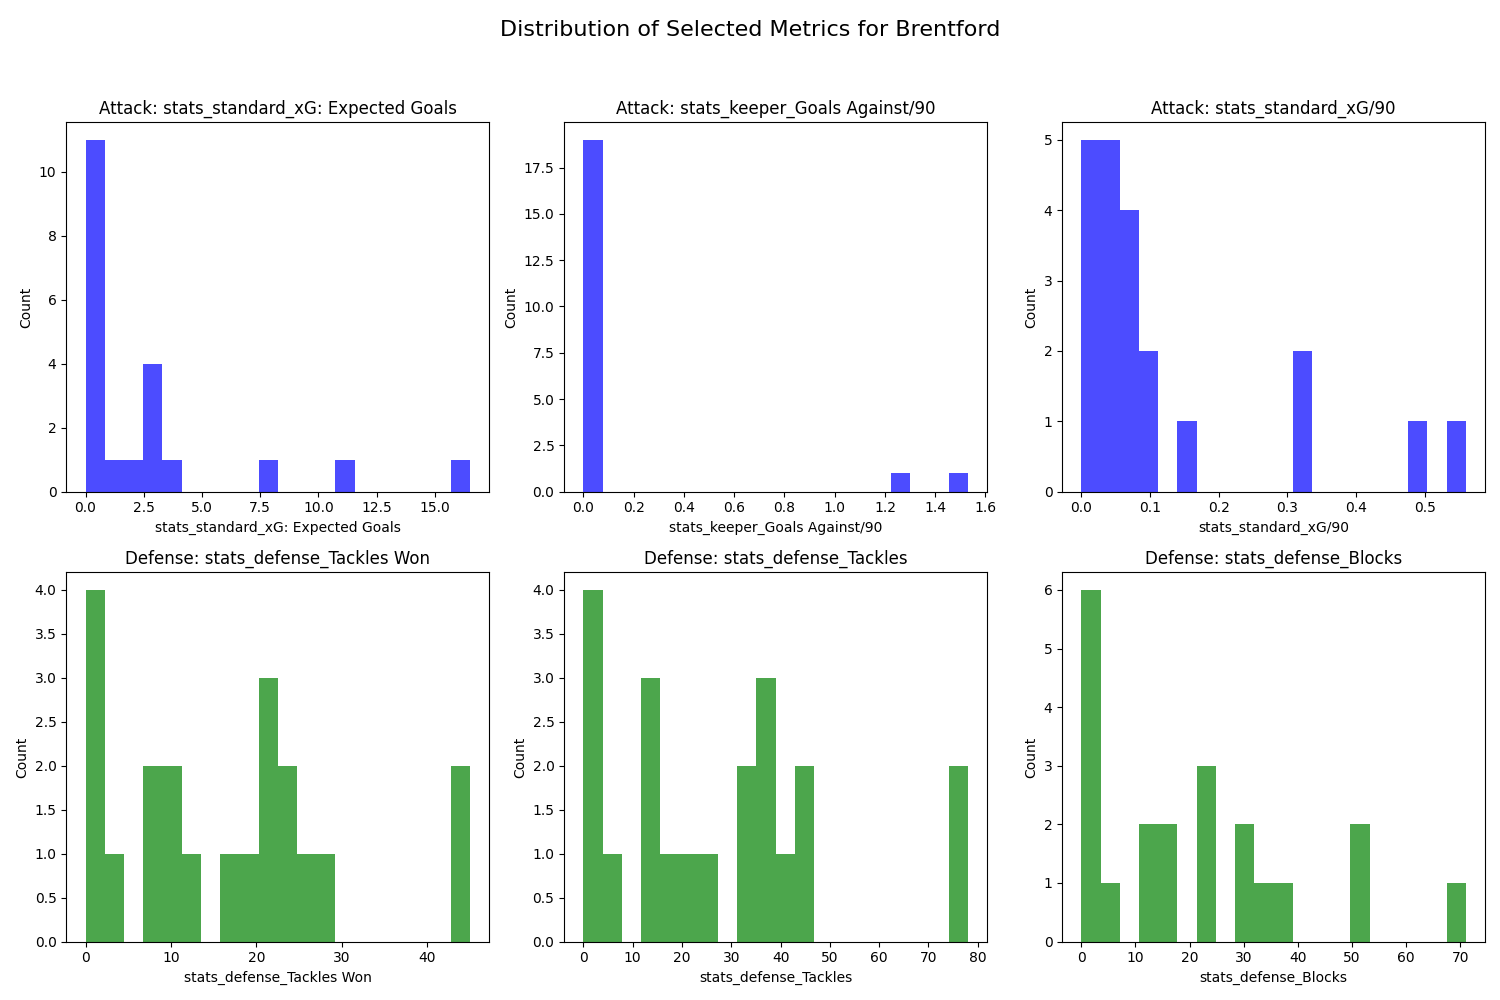 Distribution of Selected Metrics for Brentford
Attack: stats_standard_xG: Expected Goals
Count
10
8
6
4
2
0
0.0 2.5 5.0 7.5 10.0 12.5 15.0
stats_standard_xG: Expected Goals
Attack: stats_keeper_Goals Against/90
Count
17.5
15.0
12.5
10.0
7.5
5.0
2.5
0.0
0.0 0.2 0.4 0.6 0.8 1.0 1.2 1.4 1.6
stats_keeper_Goals Against/90
Attack: stats_standard_xG/90
Count
5
4
3
2
1
0
0.0 0.1 0.2 0.3 0.4 0.5
stats_standard_xG/90
Defense: stats_defense_Tackles Won
Count
4.0
3.5
3.0
2.5
2.0
1.5
1.0
0.5
0.0
0 10 20 30 40
stats_defense_Tackles Won
Defense: stats_defense_Tackles
Count
4.0
3.5
3.0
2.5
2.0
1.5
1.0
0.5
0.0
0 10 20 30 40 50 60 70 80
stats_defense_Tackles
Defense: stats_defense_Blocks
Count
6
5
4
3
2
1
0
0 10 20 30 40 50 60 70
stats_defense_Blocks